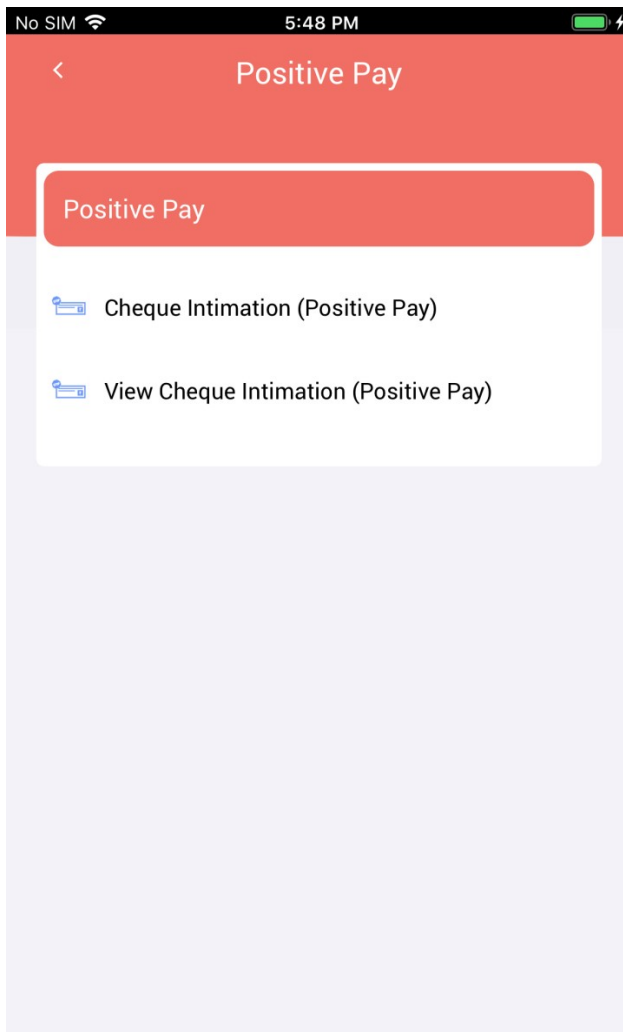 No SIM 5:48 PM
Positive Pay
Positive Pay
Cheque Intimation (Positive Pay)
View Cheque Intimation (Positive Pay)